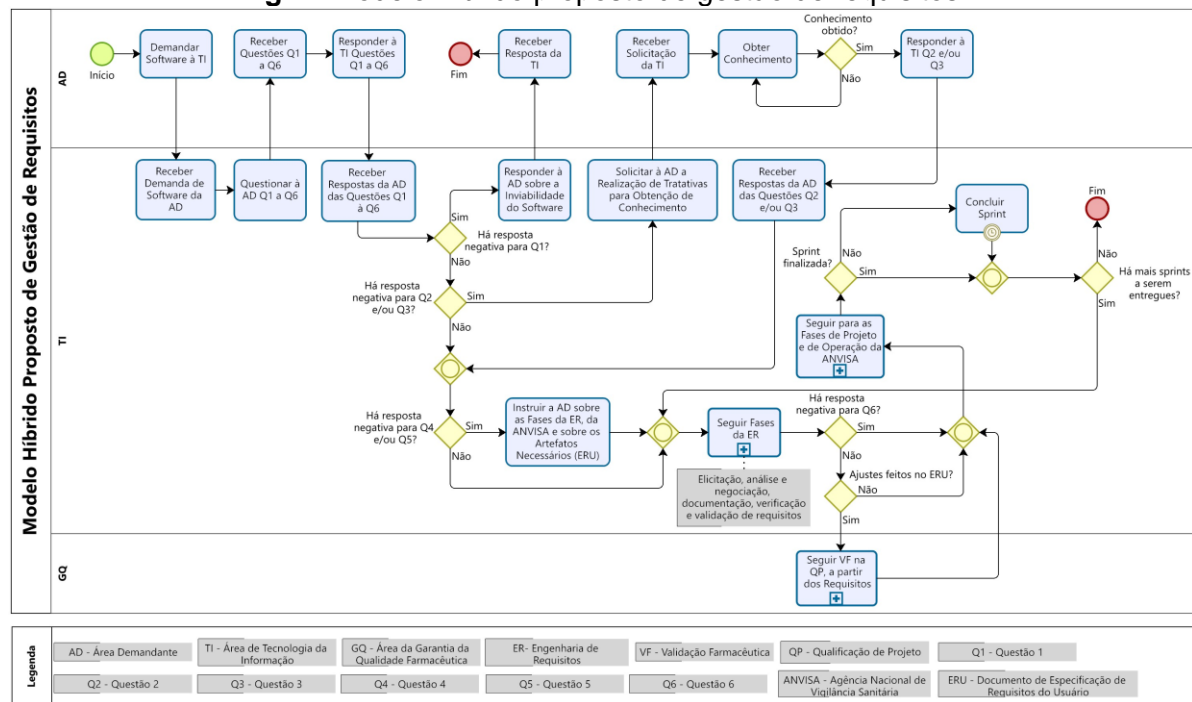 Modelo Híbrido Proposto de Gestão de Requisitos
AD
Início
Demandar
Software à TI
Receber
Questões Q1
a Q6
Responder à
TI Questões
Q1 a Q6
Fim
Receber
Resposta da
TI
Receber
Solicitação
da TI
Obter
Conhecimento
Conhecimento
obtido?
Sim
Não
Responder à
TI Q2 e/ou
Q3
TI
Receber
Demanda de
Software da
AD
Questionar à
AD Q1 a Q6
Receber
Respostas da AD
das Questões Q1
à Q6
Responder à
AD sobre a
Inviabilidade
do Software
Solicitar à AD a
Realização de Tratativas
para Obtenção de
Conhecimento
Receber
Respostas da AD
das Questões Q2
e/ou Q3
Concluir
Sprint
Fim
Sim
Há resposta
negativa para Q1?
Não
Sprint
finalizada?
Não
Sim
Não
Há mais sprints
a serem
entregues?
Sim
Há resposta
negativa para Q2
e/ou Q3?
Sim
Não
Seguir para as
Fases de Projeto
e de Operação da
ANVISA
Há resposta
negativa para Q4
e/ou Q5?
Sim
Não
Instruir a AD sobre
as Fases da ER, da
ANVISA e sobre os
Artefatos
Necessários (ERU)
Seguir Fases
da ER
Há resposta
negativa para Q6?
Sim
Não
Elicitação, análise e
negociação,
documentação, verificação
e validação de requisitos
Ajustes feitos no ERU?
Não
Sim
GQ
Seguir VF na
QP, a partir
dos Requisitos
Legenda
AD - Área Demandante
TI - Área de Tecnologia da
Informação
GQ - Área da Garantia da
Qualidade Farmacêutica
ER- Engenharia de
Requisitos
VF - Validação Farmacêutica
QP - Qualificação de Projeto
Q1 - Questão 1
Q2 - Questão 2
Q3 - Questão 3
Q4 - Questão 4
Q5 - Questão 5
Q6 - Questão 6
ANVISA - Agência Nacional de
Vigilância Sanitária
ERU - Documento de Especificação de
Requisitos do Usuário